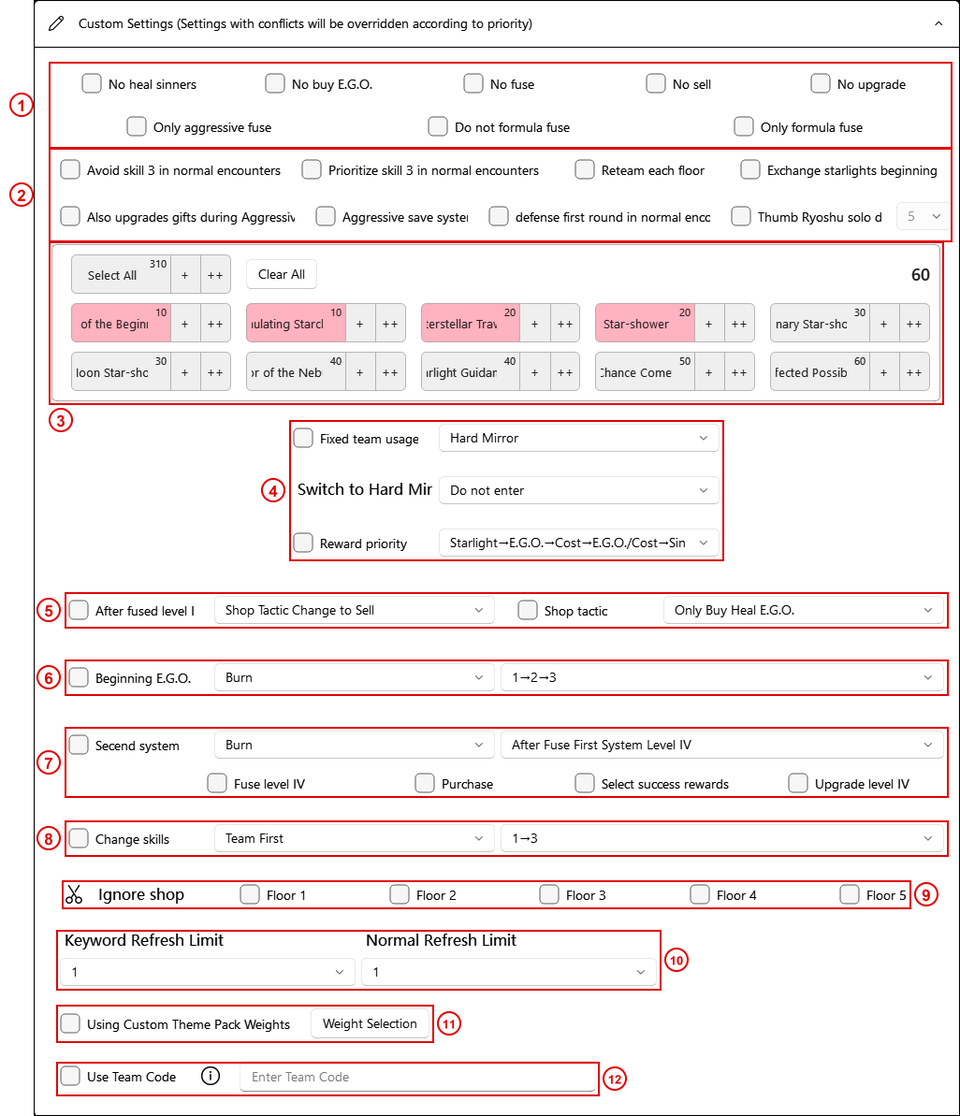 Custom Settings (Settings with conflicts will be overridden according to priority)
No heal sinners No buy E.G.O. No fuse No sell No upgrade
1
Only aggressive fuse Do not formula fuse Only formula fuse
Avoid skill 3 in normal encounters Prioritize skill 3 in normal encounters Reteam each floor Exchange starlights beginning
2
Also upgrades gifts during Aggressiv Aggressive save syste defense first round in normal enc Thumb Ryoshu solo d 5
Select All 310 + ++ Clear All 60
of the Begin 10 + ++ ulating Starcl 10 + ++ erstellar Trav 20 + ++ Star-shower 20 + ++ nary Star-sho 30 + ++
loon Star-sho 30 + ++ or of the Neb 40 + ++ arlight Guidan 40 + ++ Chance Come 50 + ++ fected Possib 60 + ++
3
Fixed team usage Hard Mirror
4 Switch to Hard Mir Do not enter
Reward priority Starlight→E.G.O.→Cost→E.G.O./Cost→Sin
5 After fused level I Shop Tactic Change to Sell Shop tactic Only Buy Heal E.G.O.
6 Beginning E.G.O. Burn 1→2→3
Secend system Burn After Fuse First System Level IV
7
Fuse level IV Purchase Select success rewards Upgrade level IV
8 Change skills Team First 1→3
Ignore shop Floor 1 Floor 2 Floor 3 Floor 4 Floor 5 9
Keyword Refresh Limit Normal Refresh Limit
10
1 1
Using Custom Theme Pack Weights Weight Selection 11
Use Team Code Enter Team Code 12